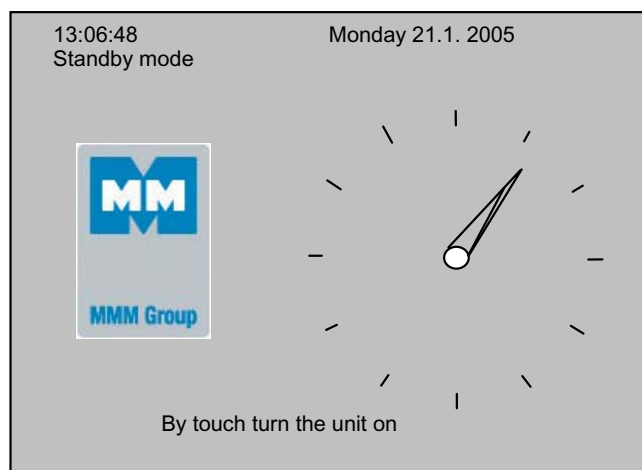 13:06:48 Monday 21.1. 2005
Standby mode
MM
MMM Group
By touch turn the unit on